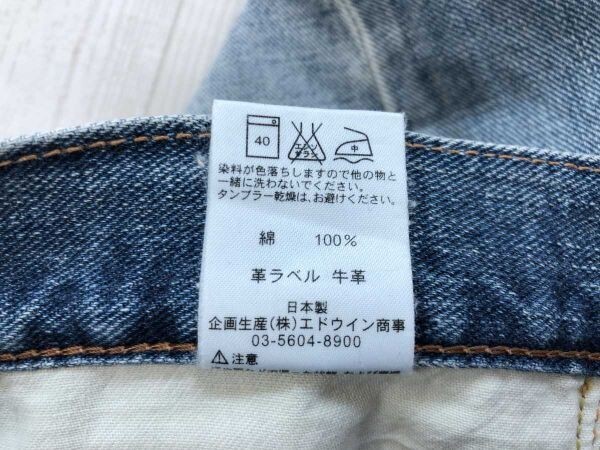 40 エンソ サラシ 中
染料が色落ちしますので他の物と
一緒に洗わないでください。
タンブラー乾燥は、お避けください。
綿 100%
革ラベル 牛革
日本製
企画生産(株)エドウイン商事
03-5604-8900
⚠注意